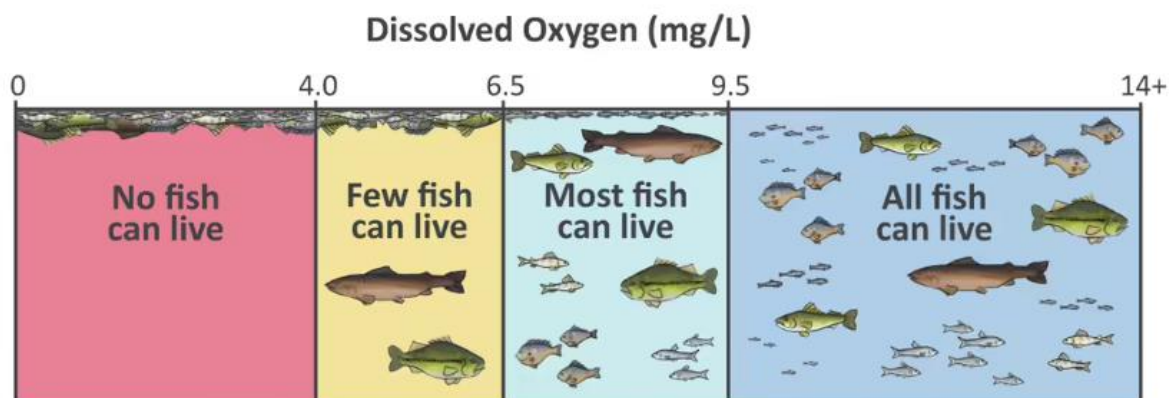 Dissolved Oxygen (mg/L)
0 4.0 6.5 9.5 14+
No fish
can live
Few fish
can live
Most fish
can live
All fish
can live